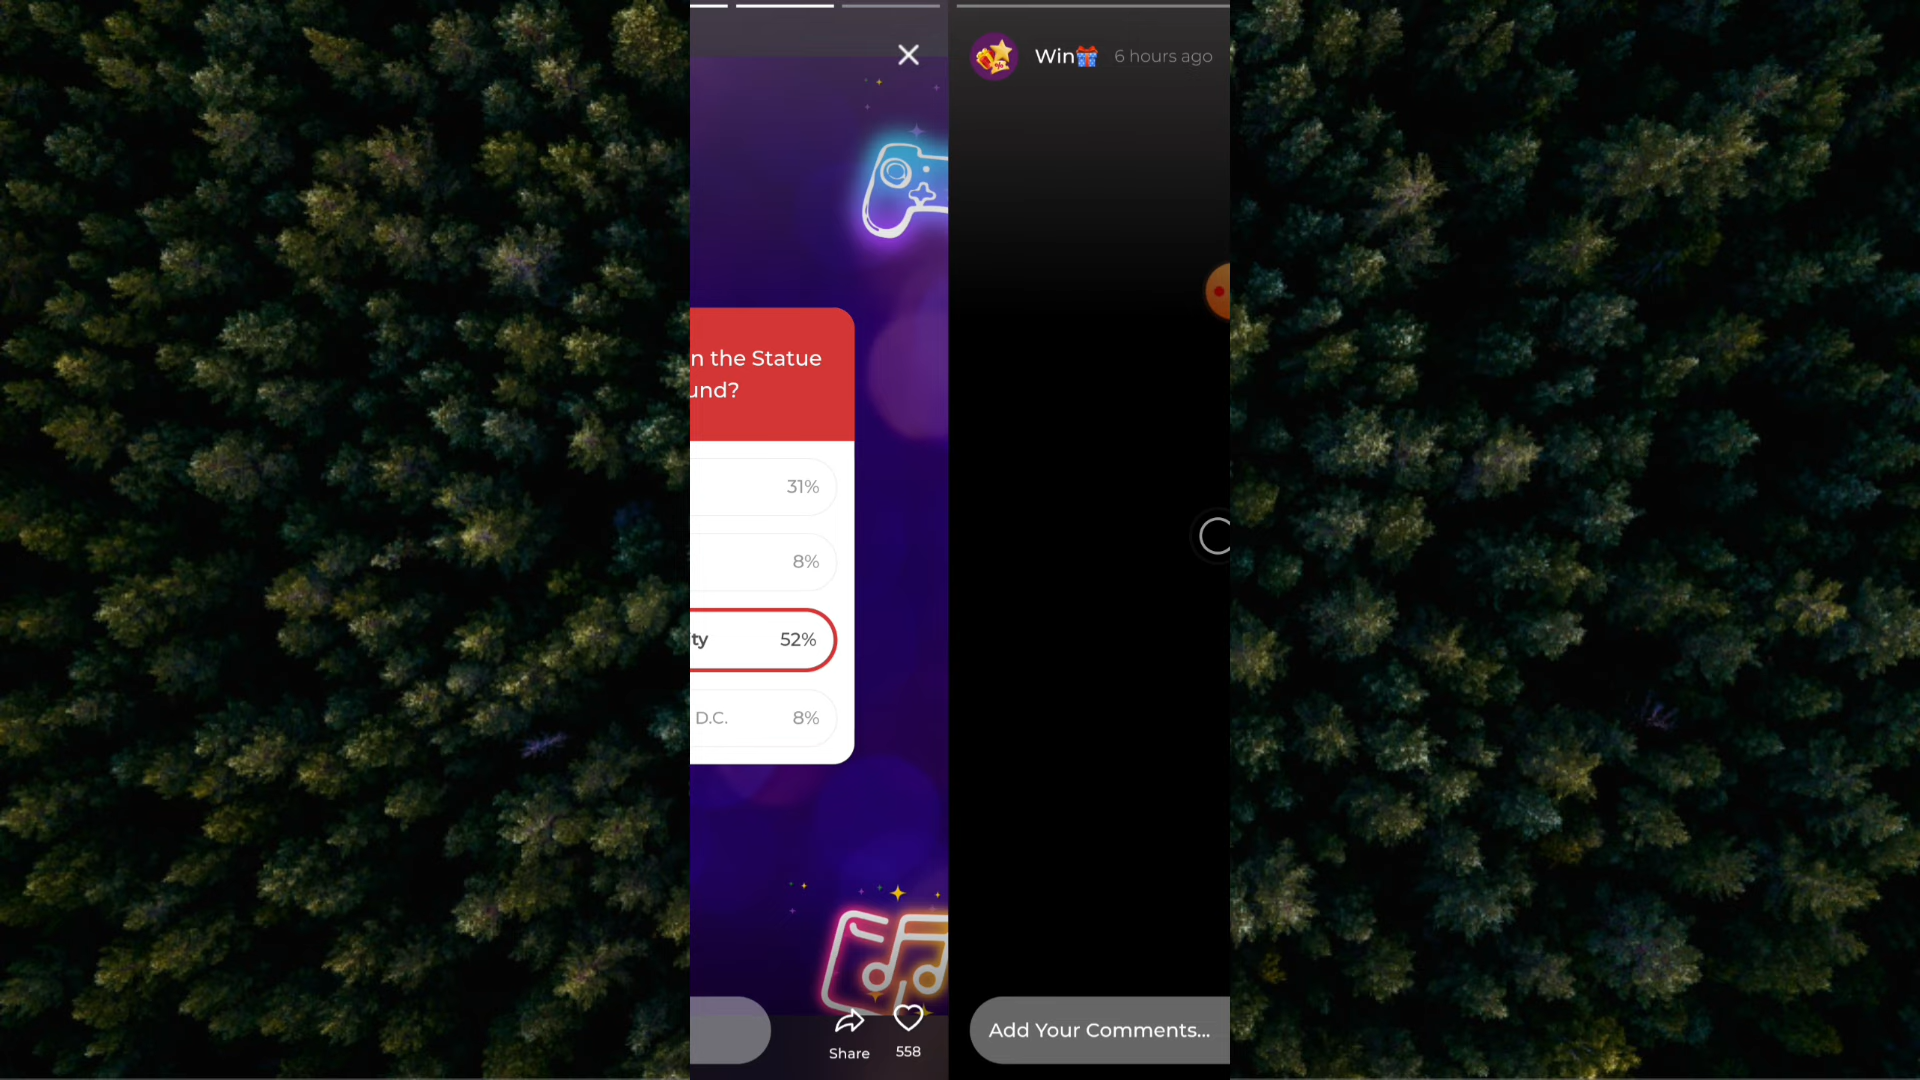 Win🎁 6 hours ago
n the Statue
und?
31%
8%
ty 52%
D.C. 8%
Share
558
Add Your Comments...